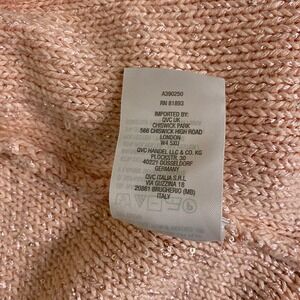 A390250
RN 81893
IMPORTED BY:
QVC UK
CHISWICK PARK
566 CHISWICK HIGH ROAD
LONDON
W4 5XU
QVC HANDEL LLC & CO. KG
PLOCKSTR. 30
40221 DUSSELDORF
GERMANY
QVC ITALIA S.R.L
VIA GUZZINA 18
20861 BRUGHERIO (MB)
ITALY